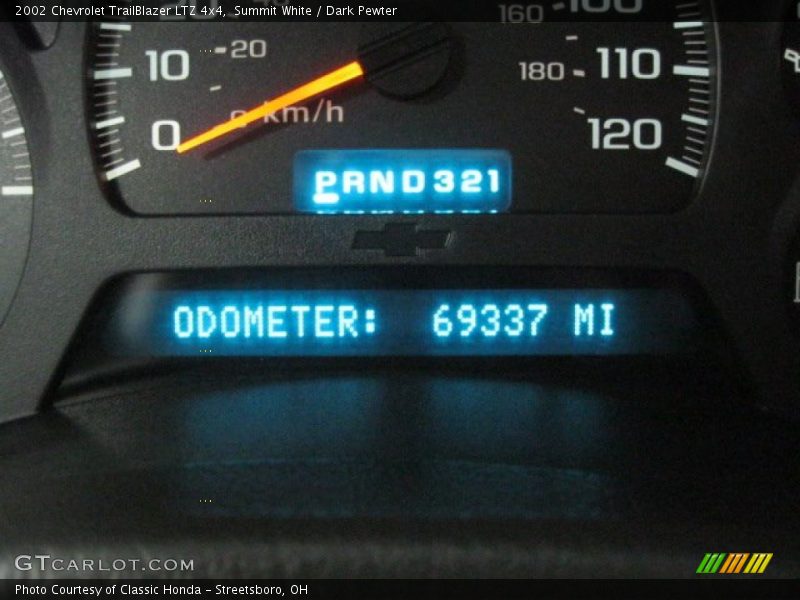 2002 Chevrolet TrailBlazer LTZ 4x4, Summit White / Dark Pewter
160
10 20 180 110
0 km/h 120
PRND321
ODOMETER: 69337 MI
GTCARLOT.COM
Photo Courtesy of Classic Honda - Streetsboro, OH